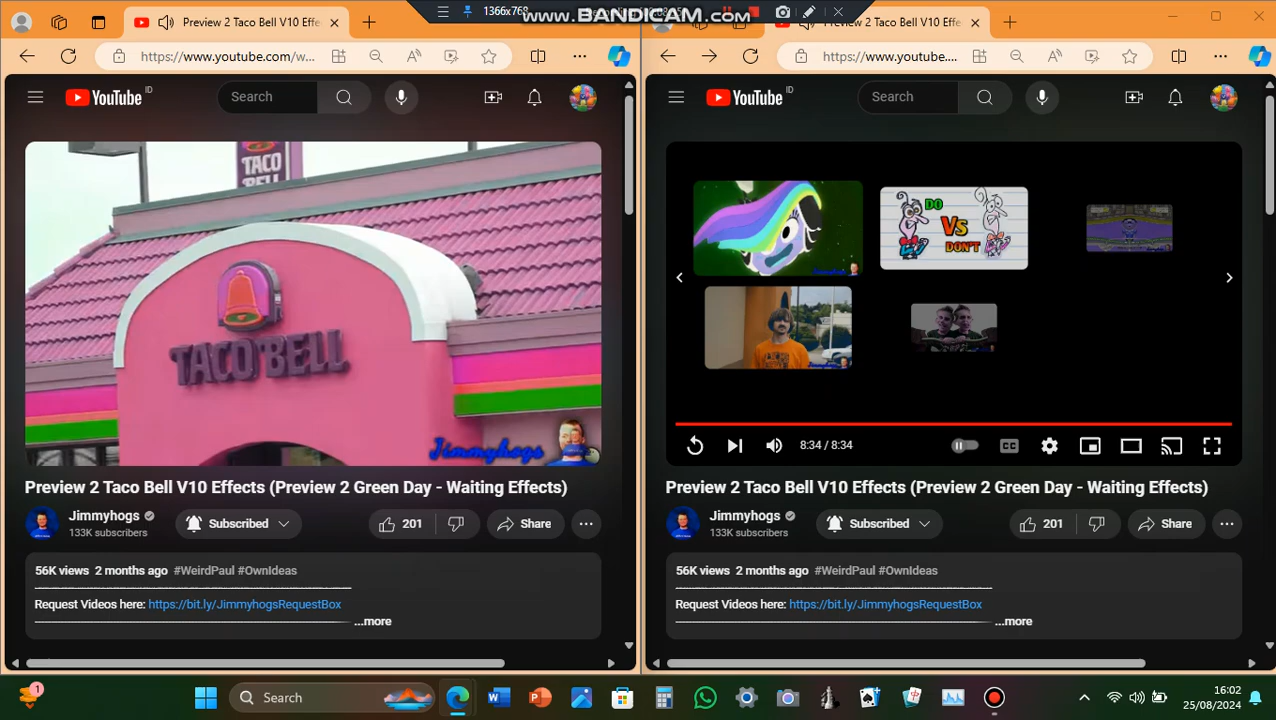 1366x768
www.BANDICAM.com
Preview 2 Taco Bell V10 Effe
Preview 2 Taco Bell V10 Effe
https://www.youtube.com/w...
https://www.youtube....
YouTube ID
Search
YouTube ID
Search
TACO BELL
TACO BELL
Jimmyhogs
DO
Vs
DON'T
8:34 / 8:34
CC
Preview 2 Taco Bell V10 Effects (Preview 2 Green Day - Waiting Effects)
Jimmyhogs
133K subscribers
Subscribed
201
Share
56K views 2 months ago #WeirdPaul #OwnIdeas
Request Videos here: https://bit.ly/JimmyhogsRequestBox
...more
Preview 2 Taco Bell V10 Effects (Preview 2 Green Day - Waiting Effects)
Jimmyhogs
133K subscribers
Subscribed
201
Share
56K views 2 months ago #WeirdPaul #OwnIdeas
Request Videos here: https://bit.ly/JimmyhogsRequestBox
...more
1
Search
16:02
25/08/2024